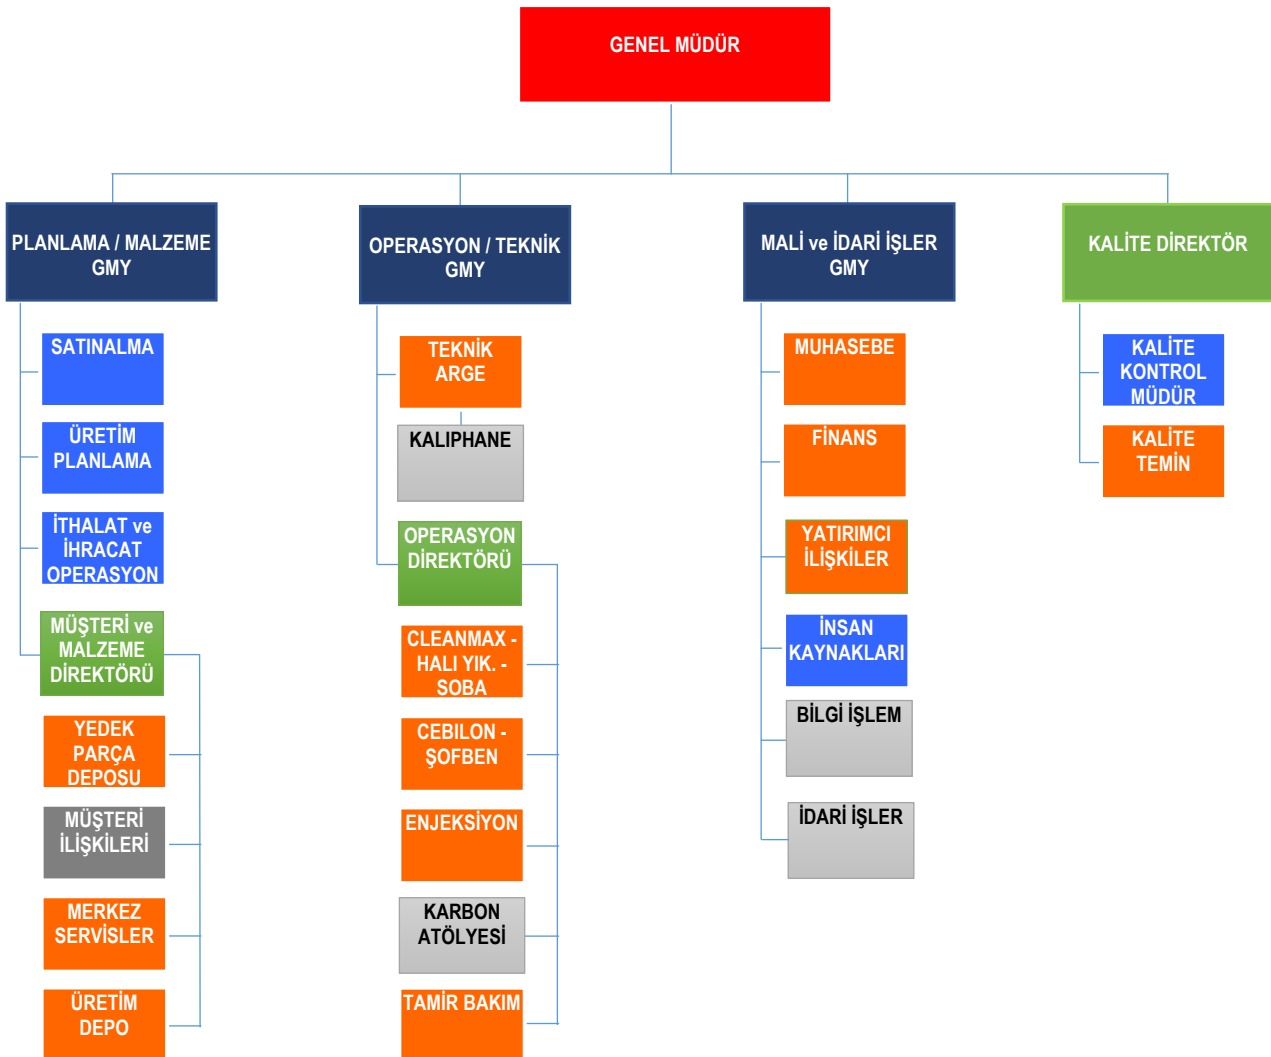 GENEL MÜDÜR
PLANLAMA / MALZEME
GMY
SATINALMA
ÜRETİM
PLANLAMA
İTHALAT ve
İHRACAT
OPERASYON
MÜŞTERİ ve
MALZEME
DİREKTÖRÜ
YEDEK
PARÇA
DEPOSU
MÜŞTERİ
İLİŞKİLERİ
MERKEZ
SERVİSLER
ÜRETİM
DEPO
OPERASYON / TEKNİK
GMY
TEKNİK
ARGE
KALIPHANE
OPERASYON
DİREKTÖRÜ
CLEANMAX -
HALI YIK. -
SOBA
CEBILON -
ŞOFBEN
ENJEKSİYON
KARBON
ATÖLYESİ
TAMİR BAKIM
MALİ ve İDARİ İŞLER
GMY
MUHASEBE
FİNANS
YATIRIMCI
İLİŞKİLER
İNSAN
KAYNAKLARI
BİLGİ İŞLEM
İDARİ İŞLER
KALİTE DİREKTÖR
KALİTE
KONTROL
MÜDÜR
KALİTE
TEMİN